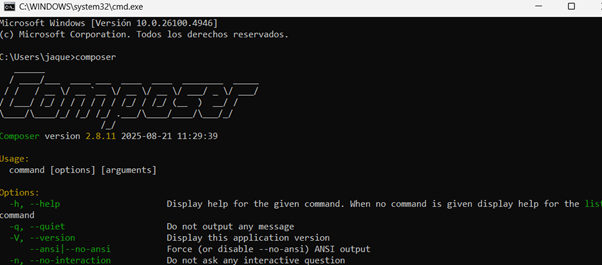 C:\WINDOWS\system32\cmd.exe
Microsoft Windows [Versión 10.0.26100.4946]
(c) Microsoft Corporation. Todos los derechos reservados.
C:\Users\jaque>composer
Composer
Composer version 2.8.11 2025-08-21 11:29:39
Usage:
command [options] [arguments]
Options:
-h, --help Display help for the given command. When no command is given display help for the list
command
-q, --quiet Do not output any message
-V, --version Display this application version
--ansi|--no-ansi Force (or disable --no-ansi) ANSI output
-n, --no-interaction Do not ask any interactive question